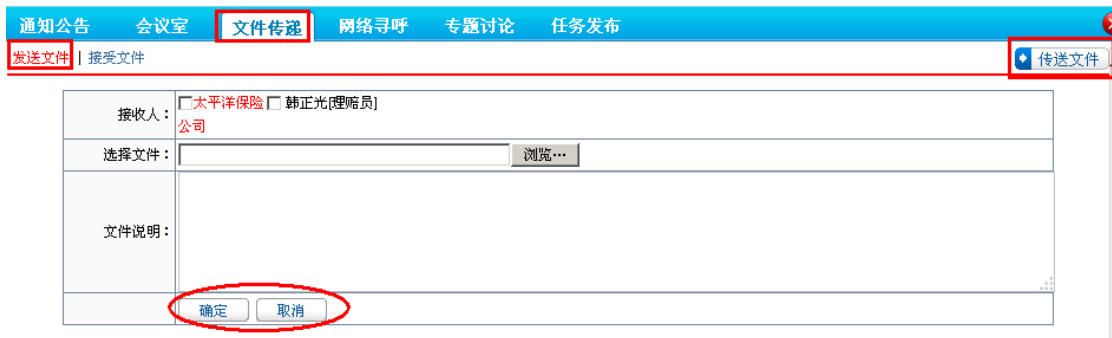 通知公告 会议室 文件传递 网络寻呼 专题讨论 任务发布
发送文件 | 接受文件 传送文件
接收人： 太平洋保险 韩正光[理赔员]
公司
选择文件： 浏览…
文件说明：
确定 取消